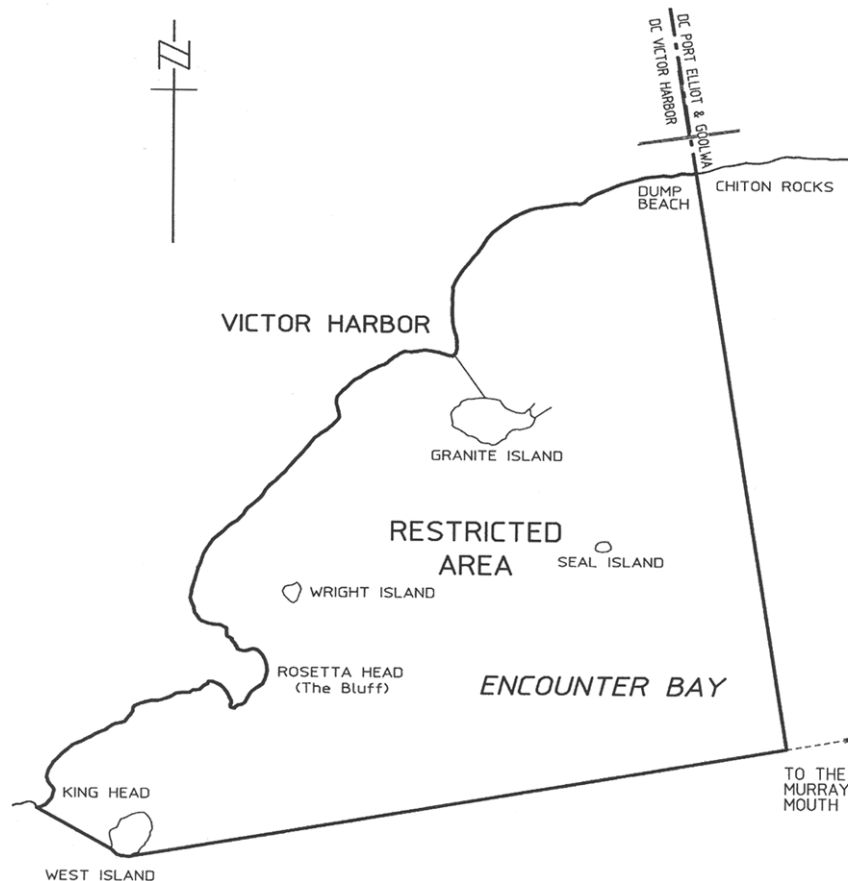 N
DC PORT ELLIOT & GOOLWA
DC VICTOR HARBOR
DUMP
BEACH
CHITON ROCKS
VICTOR HARBOR
GRANITE ISLAND
RESTRICTED
AREA
SEAL ISLAND
WRIGHT ISLAND
ROSETTA HEAD
(The Bluff)
ENCOUNTER BAY
KING HEAD
TO THE
MURRAY
MOUTH
WEST ISLAND